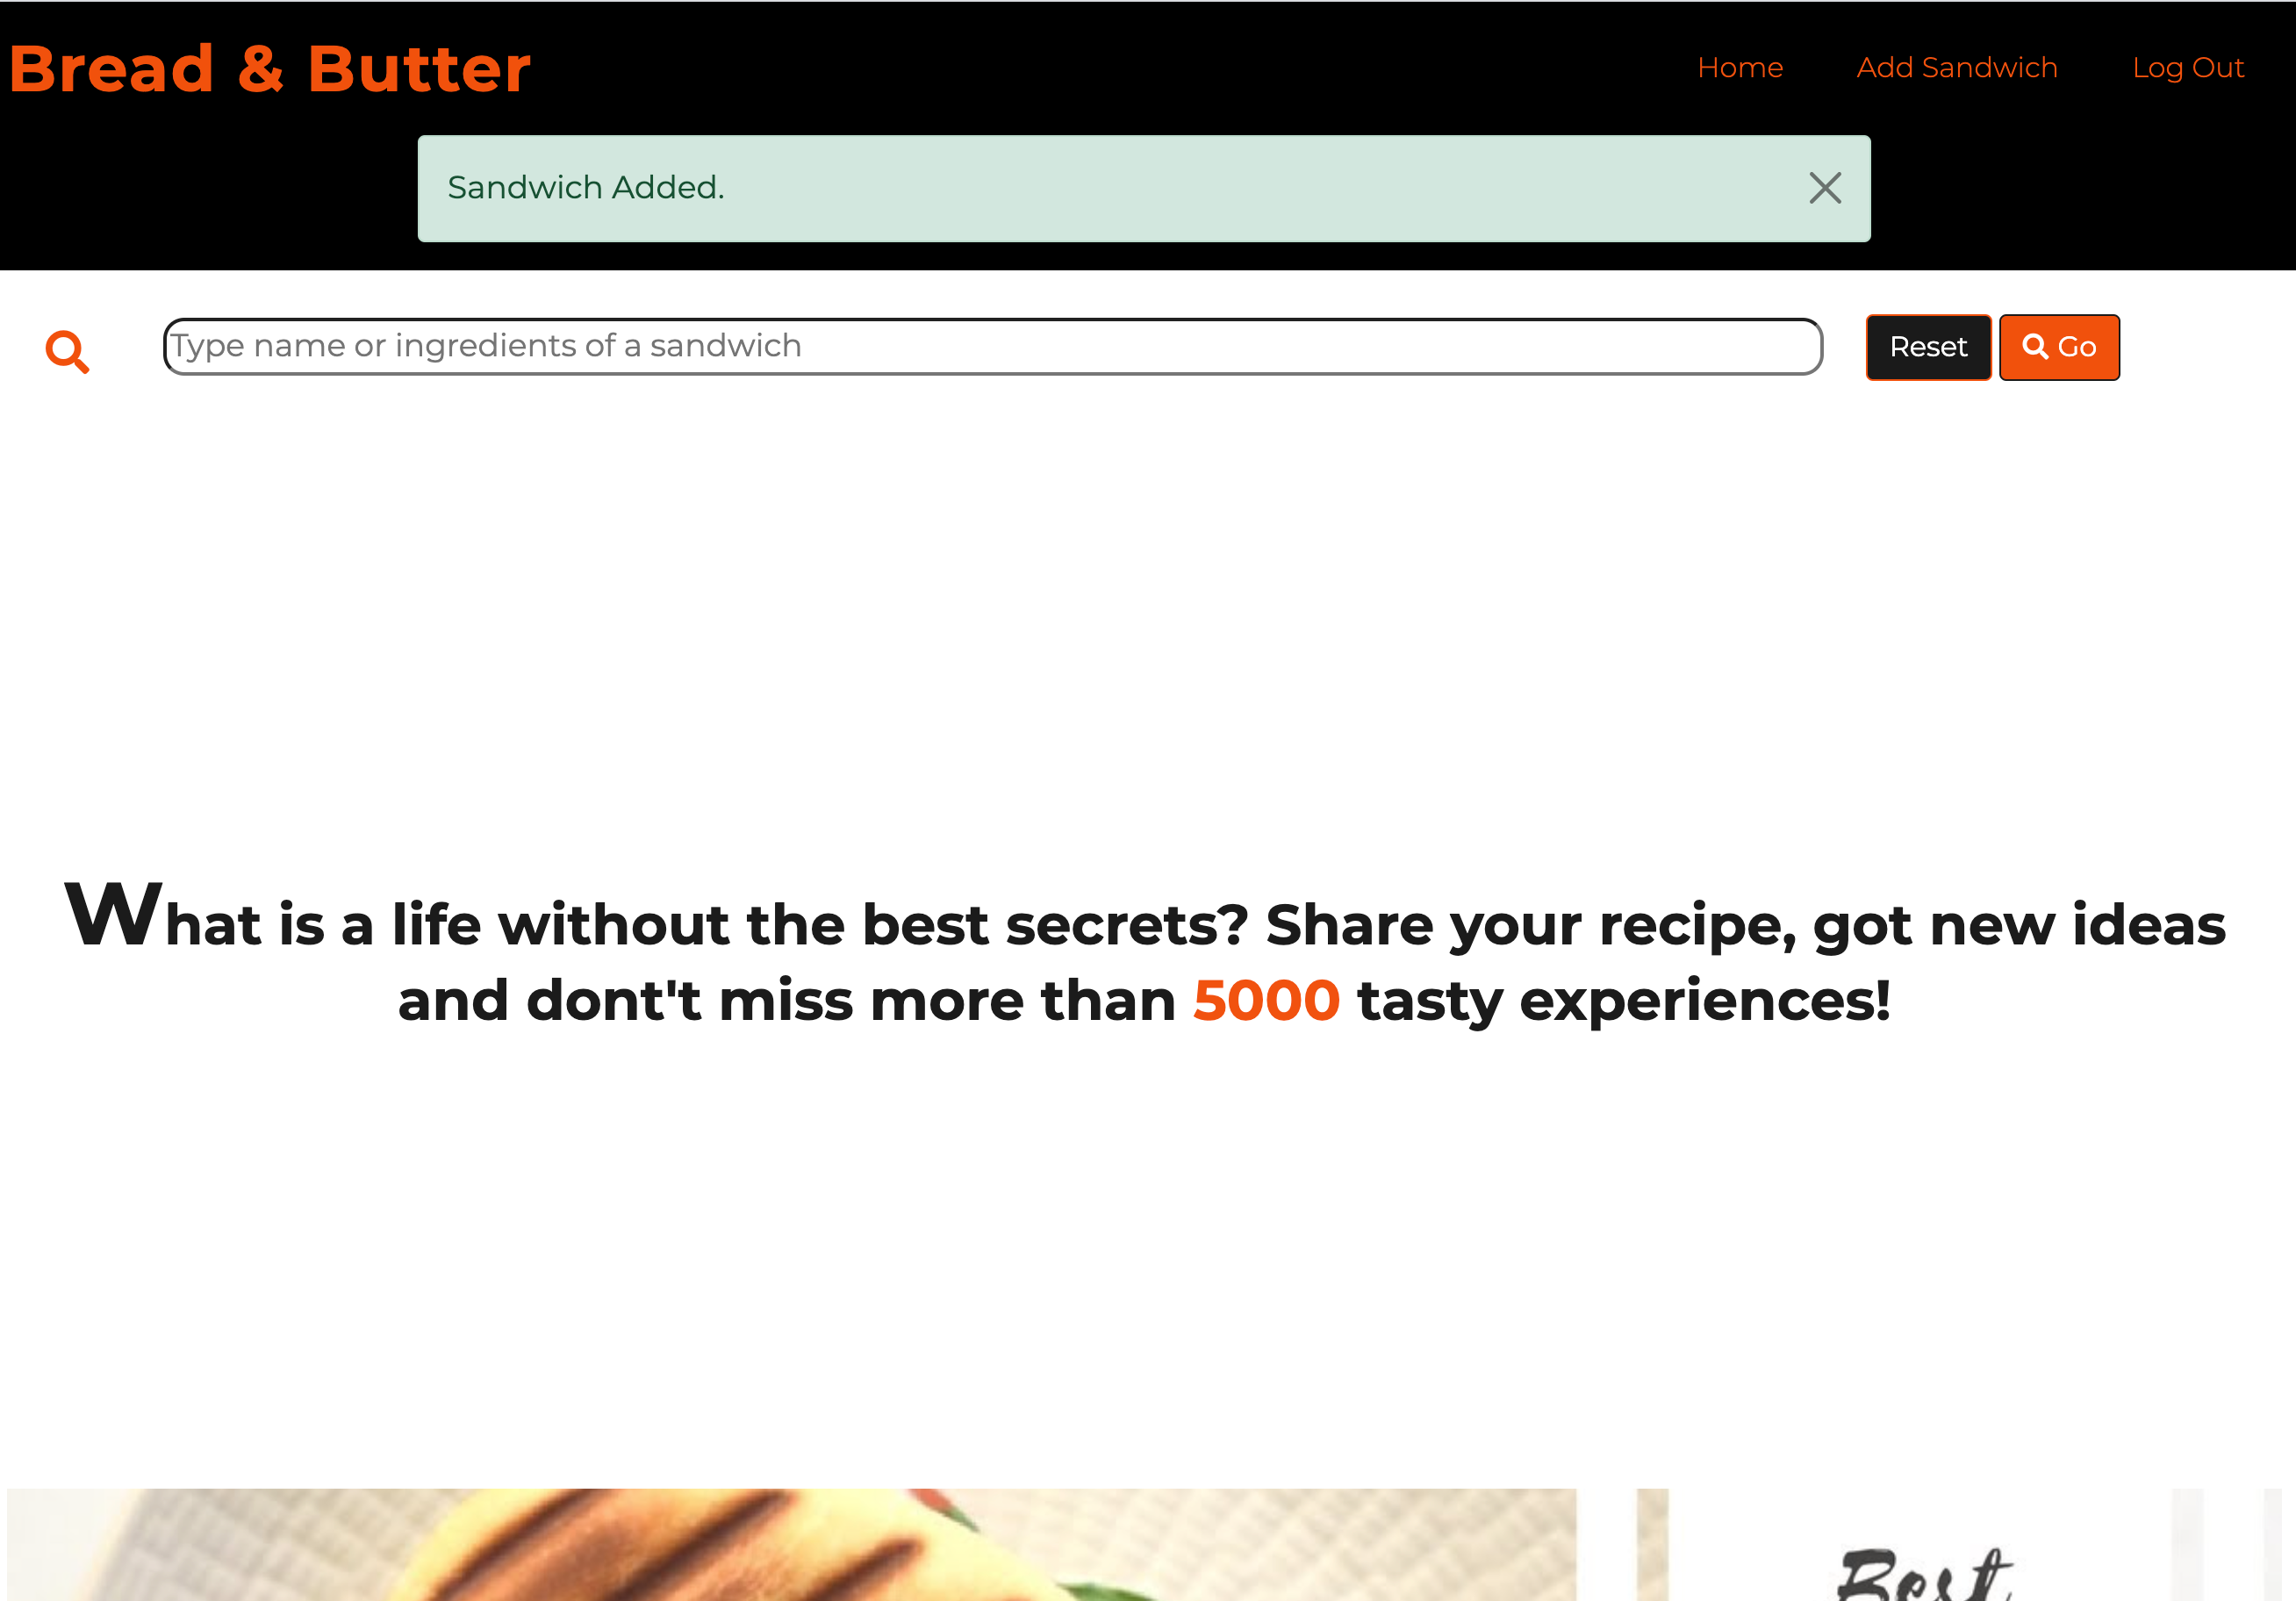 Bread & Butter
Home
Add Sandwich
Log Out
Sandwich Added.
Type name or ingredients of a sandwich
Reset
Go
What is a life without the best secrets? Share your recipe, got new ideas
and dont't miss more than 5000 tasty experiences!
Best